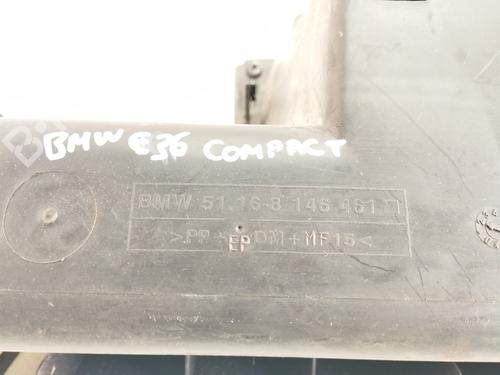 BMW E36 COMPACT
BMW 51 16-8 146 461
>PP+EPDM+MF15<